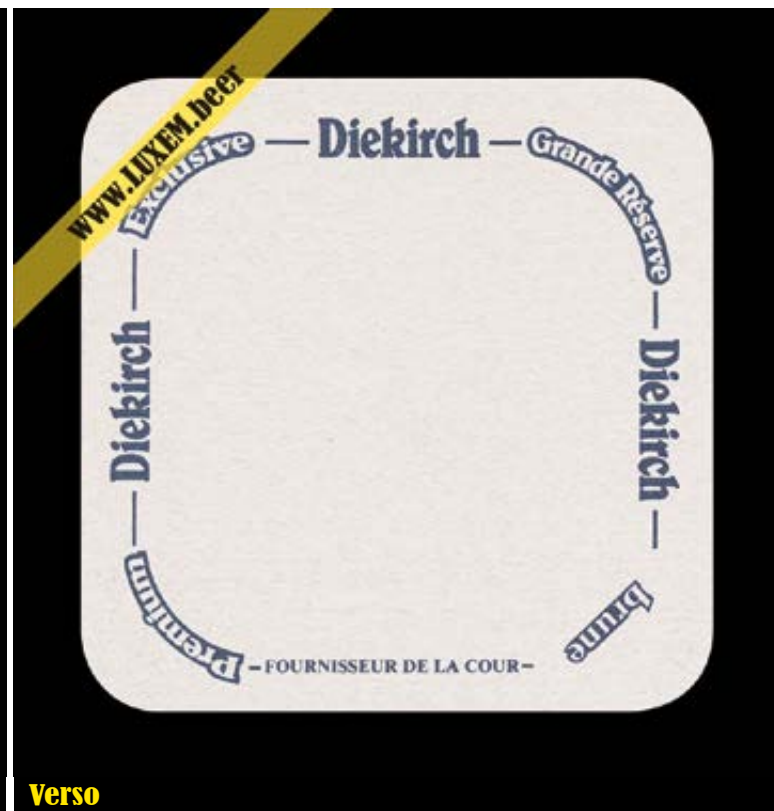 www.LUXEM.beer
Exclusive
Diekirch
Grande Réserve
Diekirch
Diekirch
brune
Premium
FOURNISSEUR DE LA COUR
Verso